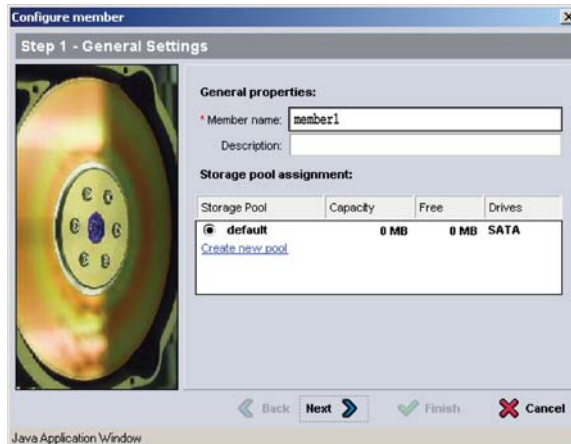 Configure member
Step 1 - General Settings
General properties:
* Member name: member1
Description:
Storage pool assignment:
Storage Pool Capacity Free Drives
default 0 MB 0 MB SATA
Create new pool
Back Next Finish Cancel
Java Application Window